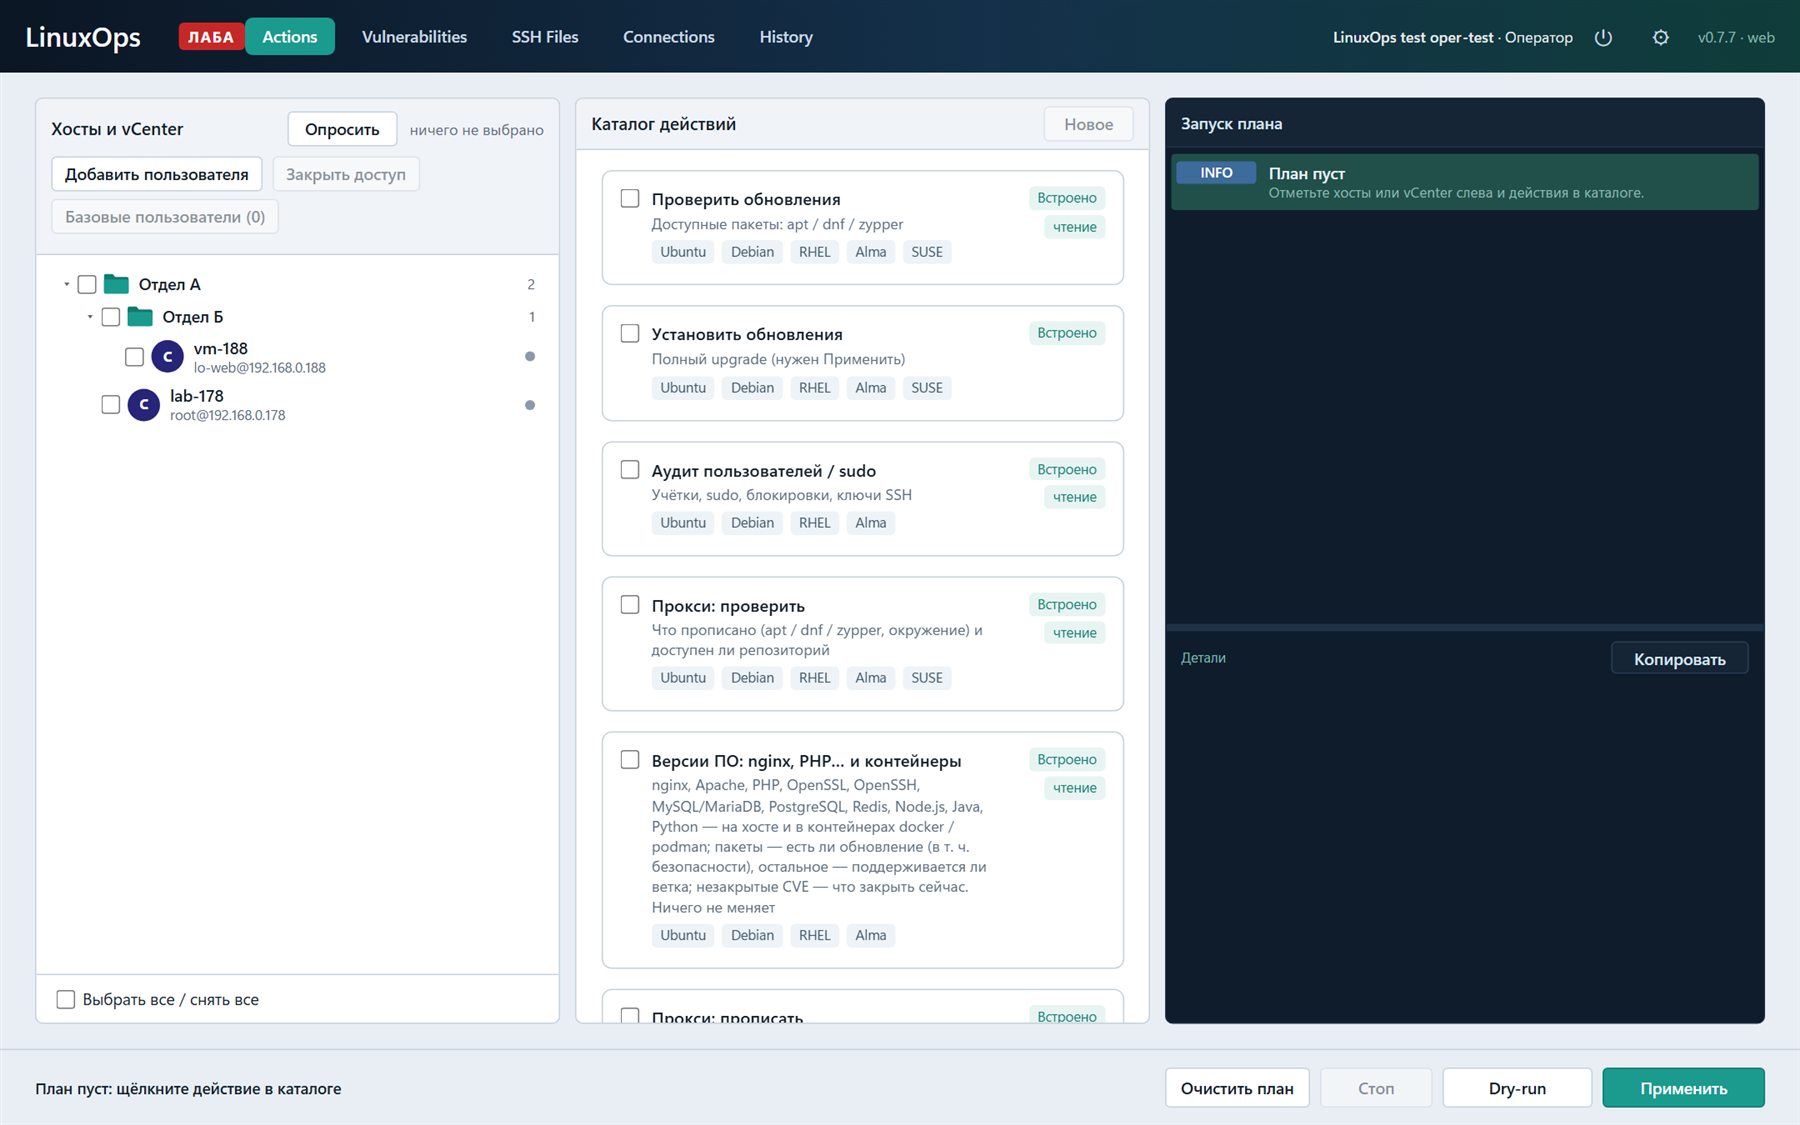 LinuxOps
ЛАБА
Actions
Vulnerabilities
SSH Files
Connections
History
LinuxOps test oper-test · Оператор
v0.7.7 · web
Хосты и vCenter
Опросить
ничего не выбрано
Добавить пользователя
Закрыть доступ
Базовые пользователи (0)
Отдел А
2
Отдел Б
1
C
vm-188
lo-web@192.168.0.188
C
lab-178
root@192.168.0.178
Выбрать все / снять все
Каталог действий
Новое
Проверить обновления
Встроено
Доступные пакеты: apt / dnf / zypper
чтение
Ubuntu Debian RHEL Alma SUSE
Установить обновления
Встроено
Полный upgrade (нужен Применить)
Ubuntu Debian RHEL Alma SUSE
Аудит пользователей / sudo
Встроено
Учётки, sudo, блокировки, ключи SSH
чтение
Ubuntu Debian RHEL Alma
Прокси: проверить
Встроено
Что прописано (apt / dnf / zypper, окружение) и
чтение
доступен ли репозиторий
Ubuntu Debian RHEL Alma SUSE
Версии ПО: nginx, PHP... и контейнеры
Встроено
nginx, Apache, PHP, OpenSSL, OpenSSH,
чтение
MySQL/MariaDB, PostgreSQL, Redis, Node.js, Java,
Python — на хосте и в контейнерах docker /
podman; пакеты — есть ли обновление (в т. ч.
безопасности), остальное — поддерживается ли
ветка; незакрытые CVE — что закрыть сейчас.
Ничего не меняет
Ubuntu Debian RHEL Alma
Прокси: прописать
Встроено
Запуск плана
INFO
План пуст
Отметьте хосты или vCenter слева и действия в каталоге.
Детали
Копировать
План пуст: щёлкните действие в каталоге
Очистить план
Стоп
Dry-run
Применить